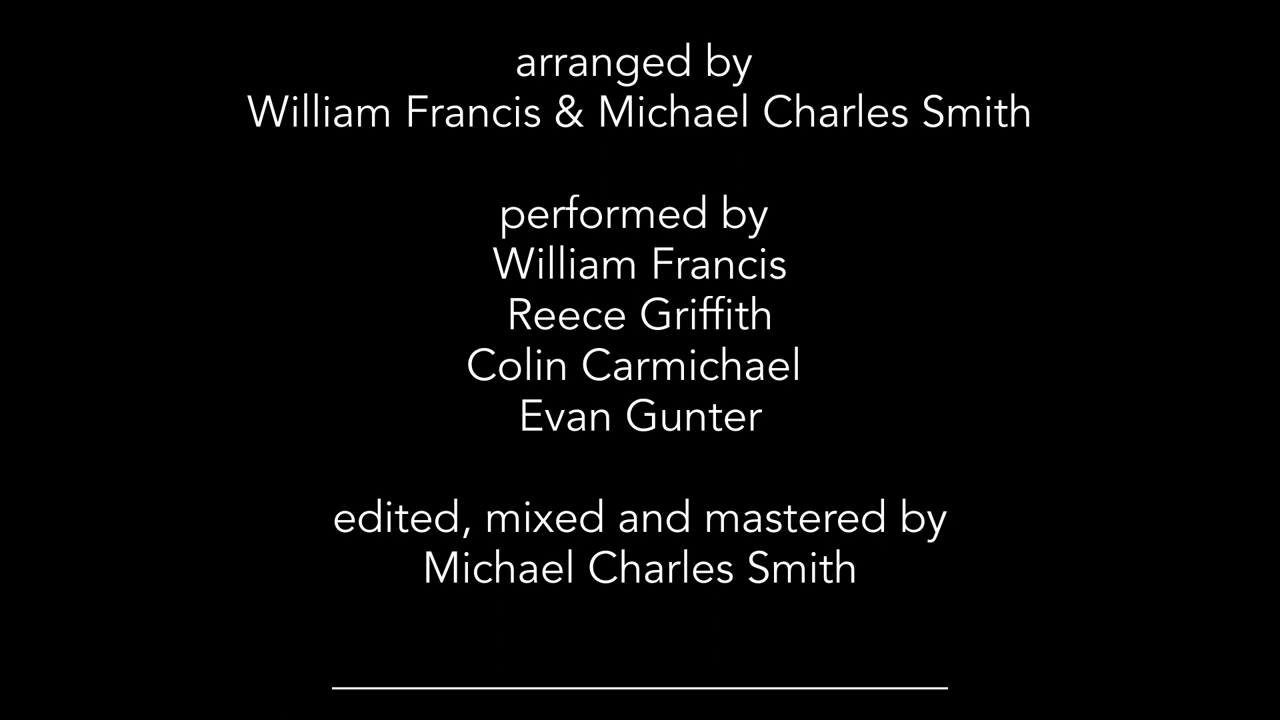 arranged by
William Francis & Michael Charles Smith
performed by
William Francis
Reece Griffith
Colin Carmichael
Evan Gunter
edited, mixed and mastered by
Michael Charles Smith